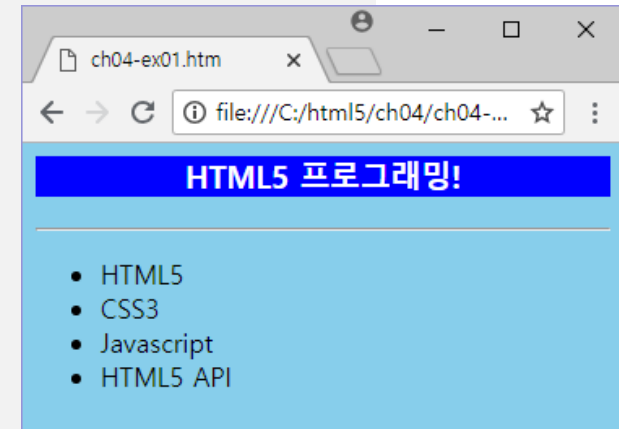 ch04-ex01.htm
file:///C:/html5/ch04/ch04-...
HTML5 프로그래밍!
HTML5
CSS3
Javascript
HTML5 API